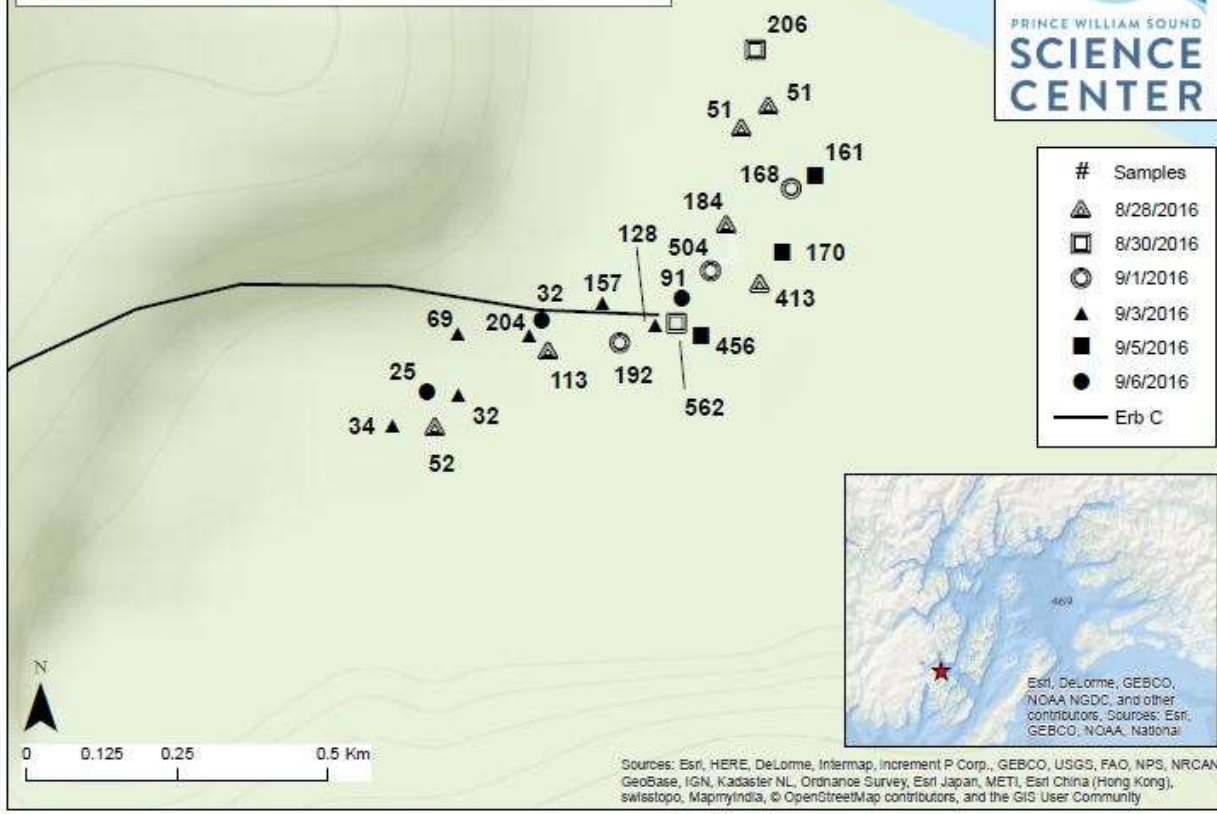 PRINCE WILLIAM SOUND
SCIENCE
CENTER
206
51
51
161
168
184
128
504
170
91
157
413
32
69
204
456
113
192
562
25
32
34
52
# Samples
8/28/2016
8/30/2016
9/1/2016
9/3/2016
9/5/2016
9/6/2016
Erb C
469
Esri, DeLorme, GEBCO,
NOAA NGDC, and other
contributors, Sources: Esri,
GEBCO, NOAA, National
N
0 0.125 0.25 0.5 Km
Sources: Esri, HERE, DeLorme, Intermap, Increment P Corp., GEBCO, USGS, FAO, NPS, NRCAN,
GeoBase, IGN, Kadaster NL, Ordnance Survey, Esri Japan, METI, Esri China (Hong Kong),
swisstopo, MapmyIndia, © OpenStreetMap contributors, and the GIS User Community